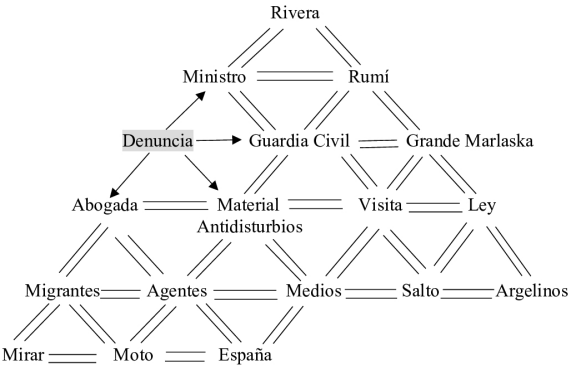 Rivera
Ministro Rumí
Denuncia Guardia Civil Grande Marlaska
Abogada Material Visita Ley
Antidisturbios
Migrantes Agentes Medios Salto Argelinos
Mirar Moto España